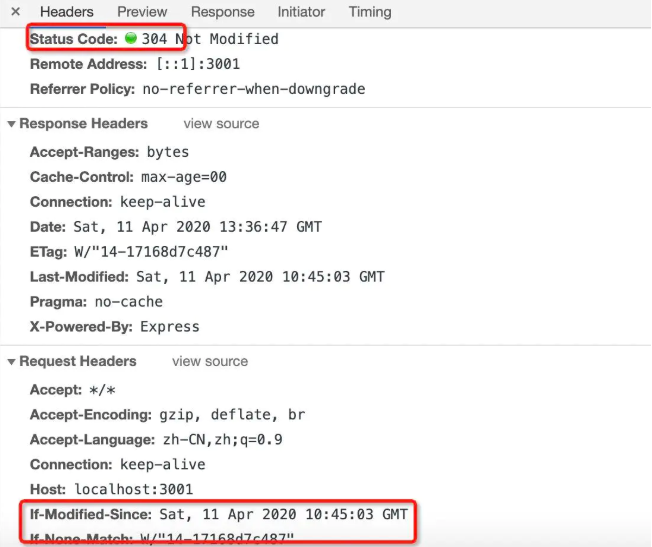 × Headers Preview Response Initiator Timing
Status Code: 304 Not Modified
Remote Address: [::1]:3001
Referrer Policy: no-referrer-when-downgrade
▼Response Headers view source
Accept-Ranges: bytes
Cache-Control: max-age=00
Connection: keep-alive
Date: Sat, 11 Apr 2020 13:36:47 GMT
ETag: W/"14-17168d7c487"
Last-Modified: Sat, 11 Apr 2020 10:45:03 GMT
Pragma: no-cache
X-Powered-By: Express
▼Request Headers view source
Accept: */*
Accept-Encoding: gzip, deflate, br
Accept-Language: zh-CN,zh;q=0.9
Connection: keep-alive
Host: localhost:3001
If-Modified-Since: Sat, 11 Apr 2020 10:45:03 GMT
If-None-Match: W/"14-17168d7c487"